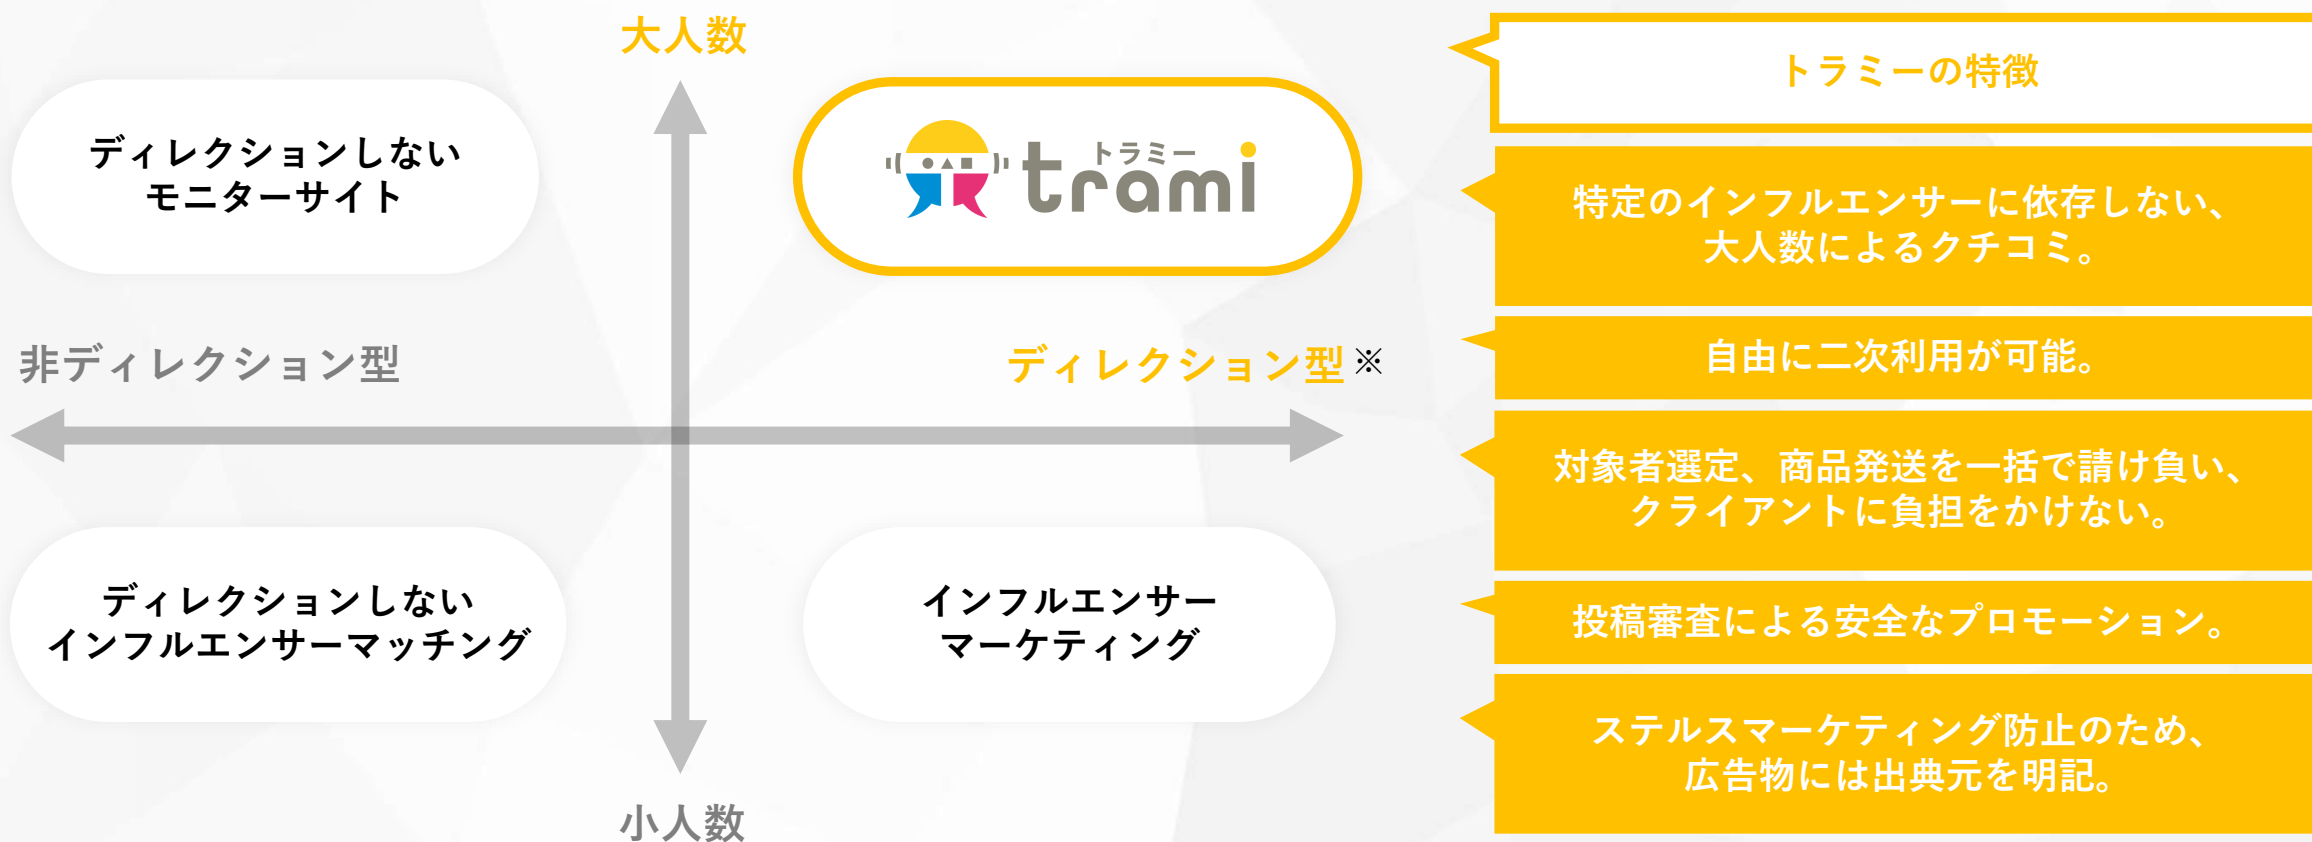 大人数
ディレクションしない
モニターサイト
トラミー
trami
非ディレクション型
ディレクション型※
ディレクションしない
インフルエンサーマッチング
インフルエンサー
マーケティング
小人数
トラミーの特徴
特定のインフルエンサーに依存しない、
大人数によるクチコミ。
自由に二次利用が可能。
対象者選定、商品発送を一括で請け負い、
クライアントに負担をかけない。
投稿審査による安全なプロモーション。
ステルスマーケティング防止のため、
広告物には出典元を明記。